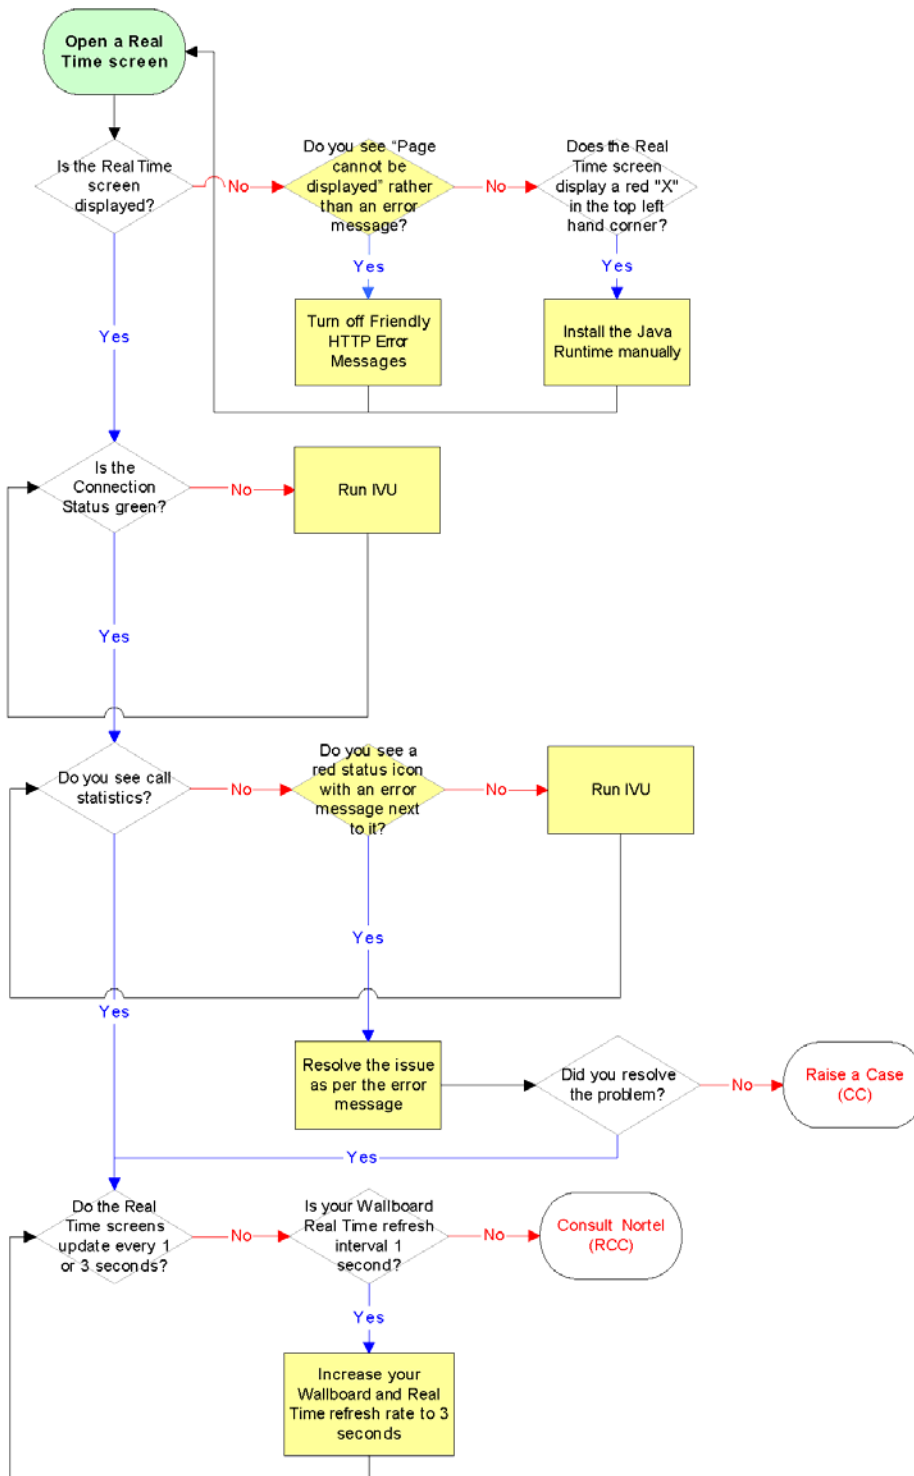 Open a Real
Time screen
Is the Real Time
screen
displayed?
No
Do you see "Page
cannot be
displayed" rather
than an error
message?
No
Does the Real
Time screen
display a red "X"
in the top left
hand corner?
Yes
Yes
Turn off Friendly
HTTP Error
Messages
Install the Java
Runtime manually
Yes
Is the
Connection
Status green?
No
Run IVU
Yes
Do you see call
statistics?
No
Do you see a
red status icon
with an error
message next
to it?
No
Run IVU
Yes
Yes
Resolve the issue
as per the error
message
Did you resolve
the problem?
No
Raise a Case
(CC)
Yes
Do the Real
Time screens
update every 1
or 3 seconds?
No
Is your Wallboard
Real Time refresh
interval 1
second?
No
Consult Nortel
(RCC)
Yes
Increase your
Wallboard and Real
Time refresh rate to 3
seconds